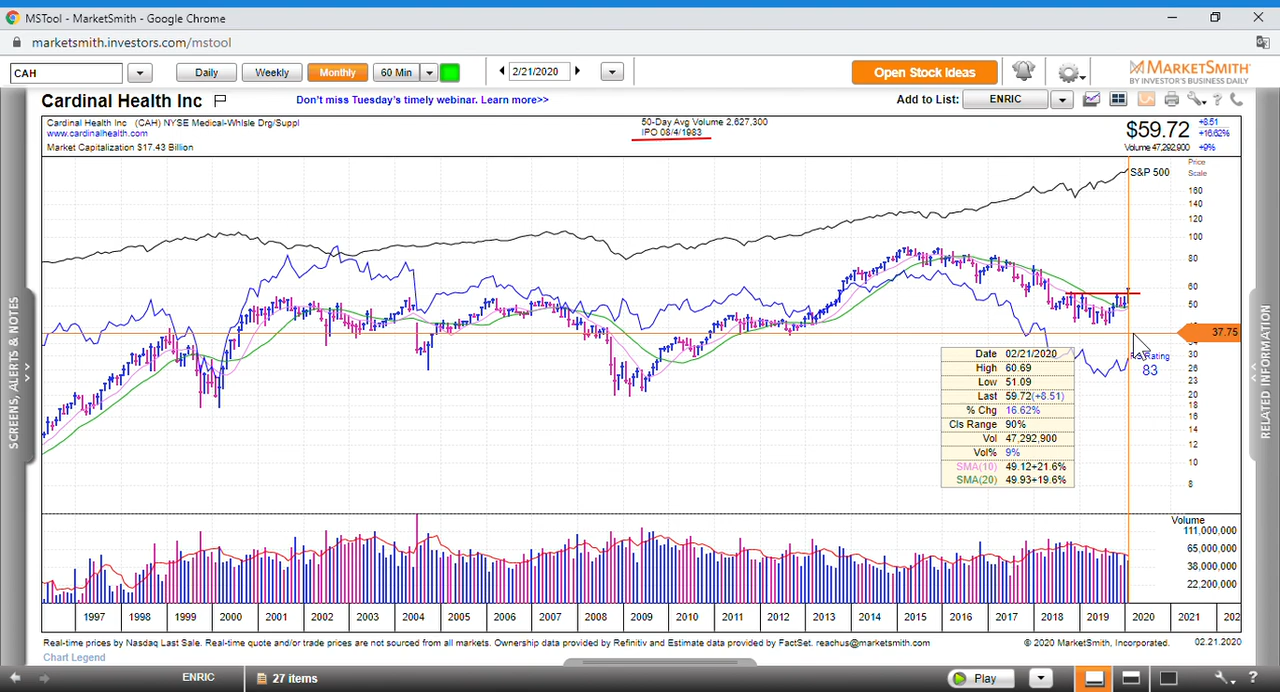 MSTool - MarketSmith - Google Chrome
marketsmith.investors.com/mstool
CAH Daily Weekly Monthly 60 Min 2/21/2020 Open Stock Ideas MARKETSMITH
BY INVESTOR'S BUSINESS DAILY
Cardinal Health Inc Don't miss Tuesday's timely webinar. Learn more>> Add to List: ENRIC
Cardinal Health Inc (CAH) NYSE Medical-Whlsle Drg/Suppl 50-Day Avg Volume 2,627,300 $59.72 +8.51
www.cardinalhealth.com IPO 08/4/1983 +16.62%
Market Capitalization $17.43 Billion Volume 47,292,900 +9%
Price
Scale
S&P 500
160
140
120
100
80
60
50
37.75
34
30
26
23
20
18
16
14
12
10
8
Rating
83
Date 02/21/2020
High 60.69
Low 51.09
Last 59.72(+8.51)
% Chg 16.62%
Cls Range 90%
Vol 47,292,900
Vol% 9%
SMA(10) 49.12+21.6%
SMA(20) 49.93+19.6%
Volume
111,000,000
65,000,000
38,000,000
22,200,000
1997 1998 1999 2000 2001 2002 2003 2004 2005 2006 2007 2008 2009 2010 2011 2012 2013 2014 2015 2016 2017 2018 2019 2020 2021 202
Real-time prices by Nasdaq Last Sale. Real-time quote and/or trade prices are not sourced from all markets. Ownership data provided by Refinitiv and Estimate data provided by FactSet. reachus@marketsmith.com © 2020 MarketSmith, Incorporated. 02.21.2020
Chart Legend
SCREENS, ALERTS & NOTES
RELATED INFORMATION
ENRIC 27 items Play